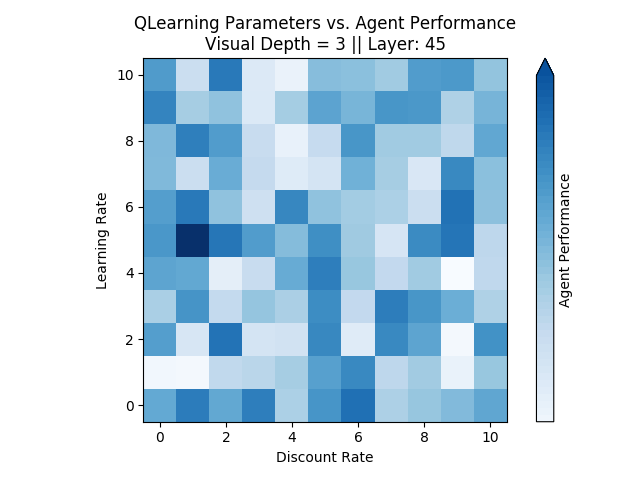 QLearning Parameters vs. Agent Performance
Visual Depth = 3 || Layer: 45
10
8
6
4
2
0
Learning Rate
0 2 4 6 8 10
Discount Rate
Agent Performance